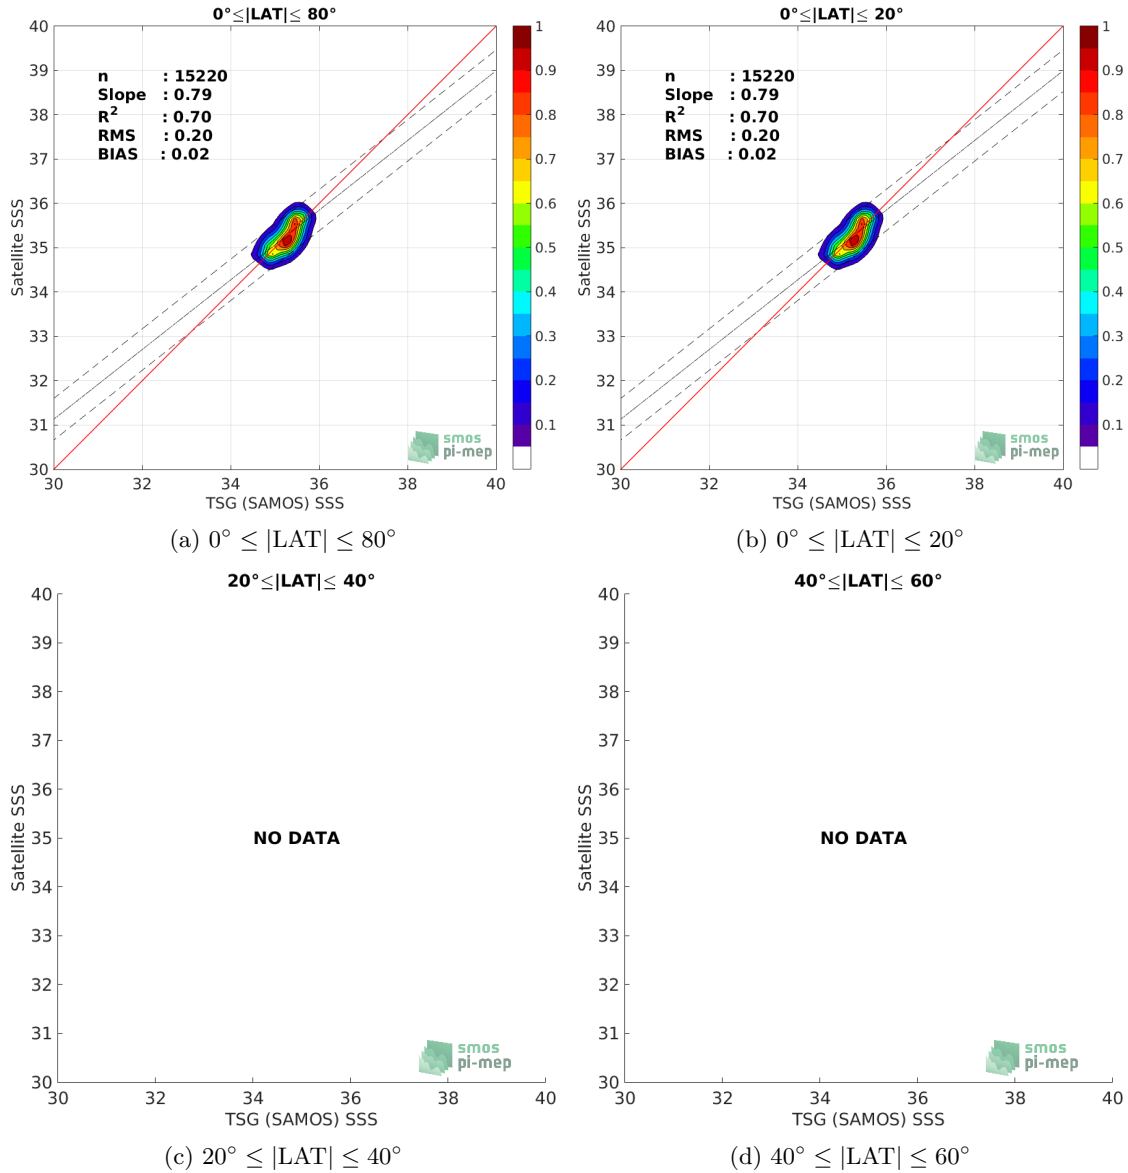 0°≤|LAT|≤ 80°
40
39
38
37
36
35
34
33
32
31
30
Satellite SSS
n : 15220
Slope : 0.79
R² : 0.70
RMS : 0.20
BIAS : 0.02
smos
pi-mep
30 32 34 36 38 40
TSG (SAMOS) SSS
1
0.9
0.8
0.7
0.6
0.5
0.4
0.3
0.2
0.1
(a) 0° ≤ |LAT| ≤ 80°
0°≤|LAT|≤ 20°
40
39
38
37
36
35
34
33
32
31
30
Satellite SSS
n : 15220
Slope : 0.79
R² : 0.70
RMS : 0.20
BIAS : 0.02
smos
pi-mep
30 32 34 36 38 40
TSG (SAMOS) SSS
1
0.9
0.8
0.7
0.6
0.5
0.4
0.3
0.2
0.1
(b) 0° ≤ |LAT| ≤ 20°
20°≤|LAT|≤ 40°
40
39
38
37
36
35
34
33
32
31
30
Satellite SSS
NO DATA
smos
pi-mep
30 32 34 36 38 40
TSG (SAMOS) SSS
(c) 20° ≤ |LAT| ≤ 40°
40°≤|LAT|≤ 60°
40
39
38
37
36
35
34
33
32
31
30
Satellite SSS
NO DATA
smos
pi-mep
30 32 34 36 38 40
TSG (SAMOS) SSS
(d) 40° ≤ |LAT| ≤ 60°